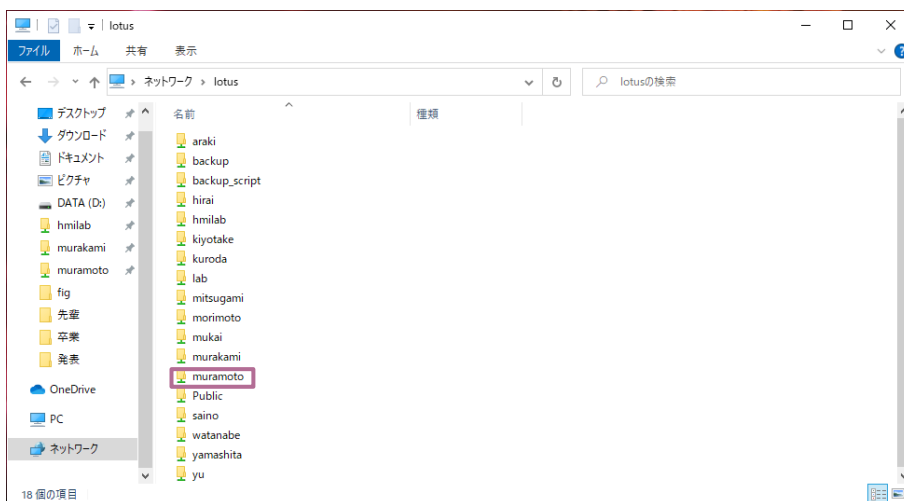 lotus
ファイル ホーム 共有 表示
ネットワーク › lotus
lotusの検索
デスクトップ
ダウンロード
ドキュメント
ピクチャ
DATA (D:)
hmilab
murakami
muramoto
fig
先輩
卒業
発表
OneDrive
PC
ネットワーク
名前 種類
araki
backup
backup_script
hirai
hmilab
kiyotake
kuroda
lab
mitsugami
morimoto
mukai
murakami
muramoto
Public
saino
watanabe
yamashita
yu
18 個の項目